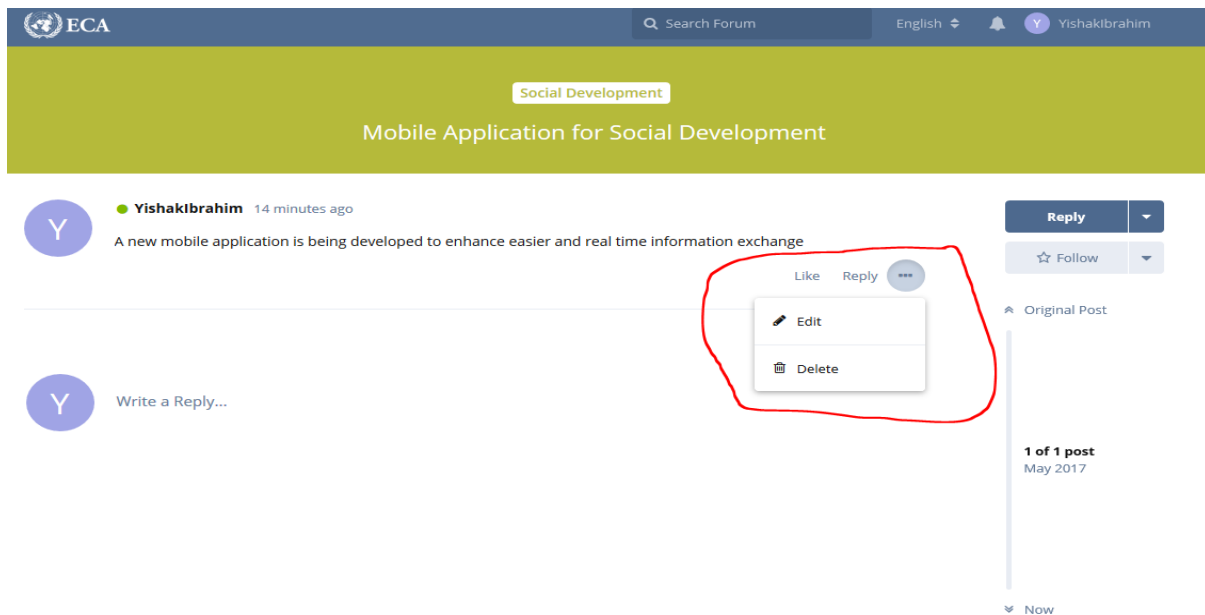 ECA
Search Forum
English
Y
YishakIbrahim
Social Development
Mobile Application for Social Development
Y
YishakIbrahim 14 minutes ago
A new mobile application is being developed to enhance easier and real time information exchange
Like Reply
Edit
Delete
Y
Write a Reply...
Reply
Follow
Original Post
1 of 1 post
May 2017
Now